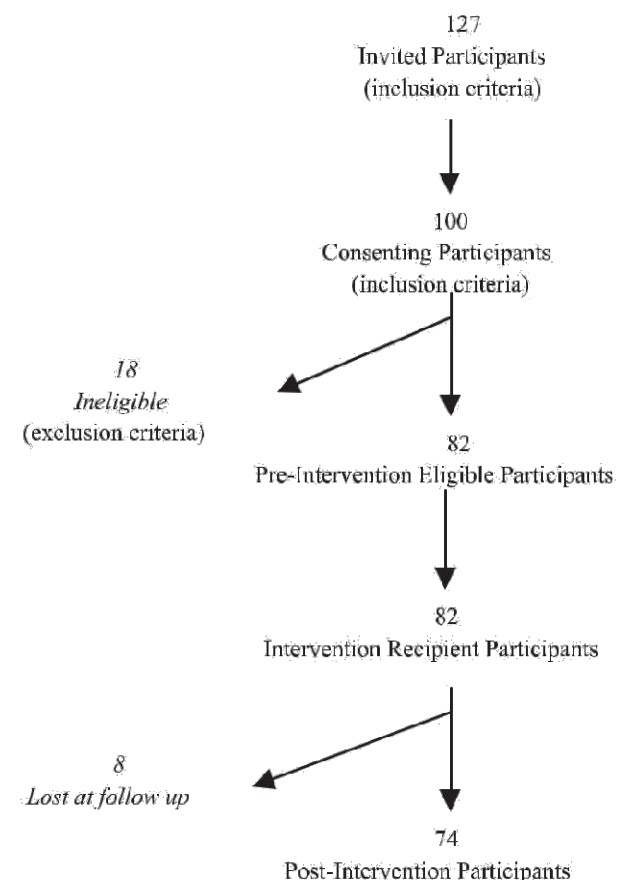 127
Invited Participants
(inclusion criteria)
100
Consenting Participants
(inclusion criteria)
18
Ineligible
(exclusion criteria)
82
Pre-Intervention Eligible Participants
82
Intervention Recipient Participants
8
Lost at follow up
74
Post-Intervention Participants